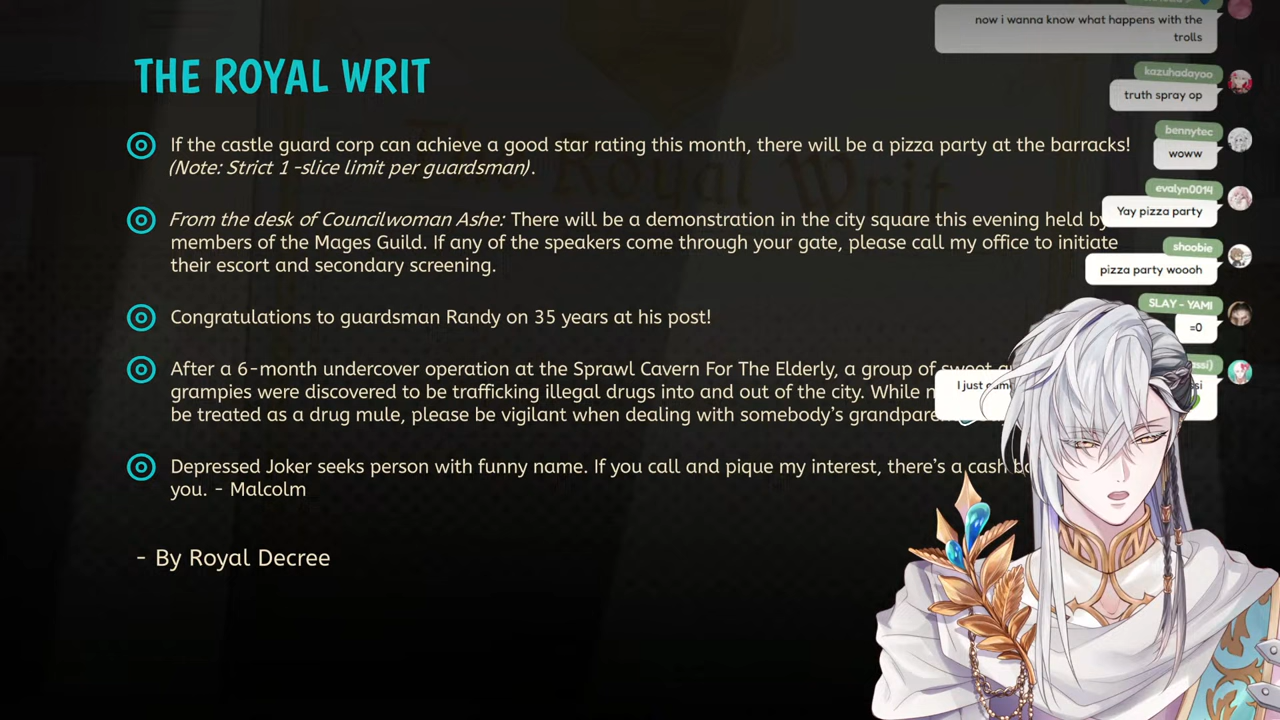 THE ROYAL WRIT
If the castle guard corp can achieve a good star rating this month, there will be a pizza party at the barracks!
(Note: Strict 1 -slice limit per guardsman).
From the desk of Councilwoman Ashe: There will be a demonstration in the city square this evening held by
members of the Mages Guild. If any of the speakers come through your gate, please call my office to initiate
their escort and secondary screening.
Congratulations to guardsman Randy on 35 years at his post!
After a 6-month undercover operation at the Sprawl Cavern For The Elderly, a group of sweet
grampies were discovered to be trafficking illegal drugs into and out of the city. While
be treated as a drug mule, please be vigilant when dealing with somebody's
Depressed Joker seeks person with funny name. If you call and pique my interest, there's a cash
you. - Malcolm
- By Royal Decree
now i wanna know what happens with the
trolls
kazuhadayoo
truth spray op
bennytec
woww
evalyn0014
Yay pizza party
shoobie
pizza party woooh
SLAY - YAMI
=0
I just